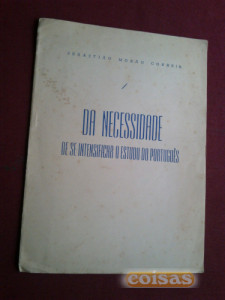 SEBASTIÃO MORÃO CORREIA
DA NECESSIDADE
DE SE INTENSIFICAR O ESTUDO DO PORTUGUÊS
coisas